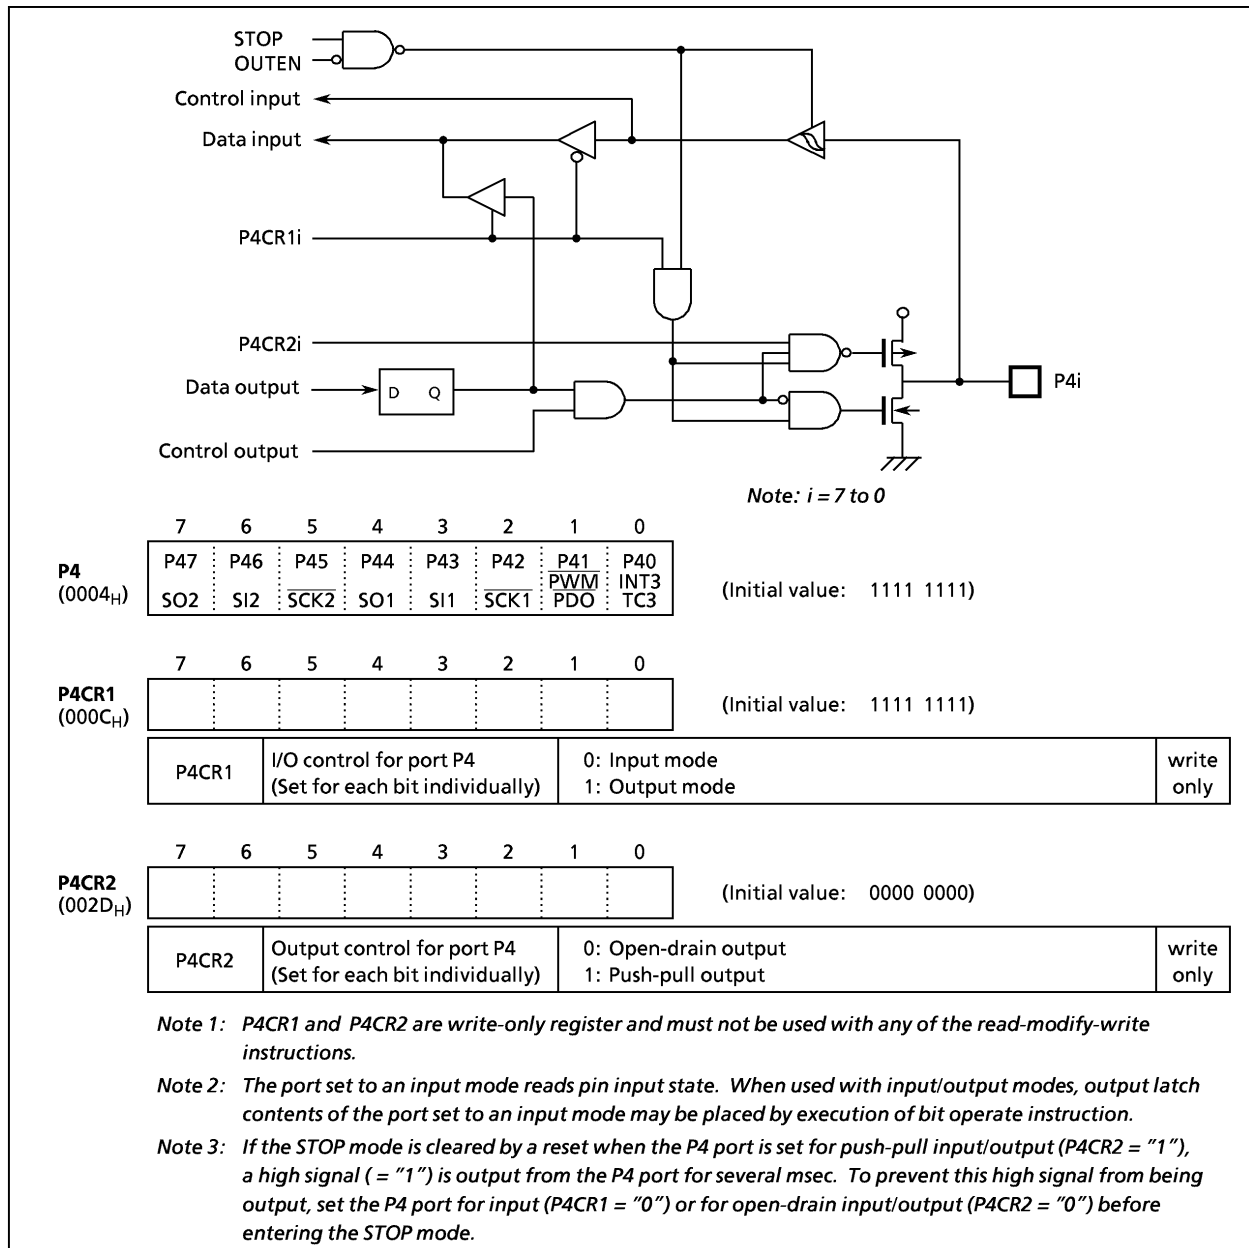 STOP
OUTEN
Control input
Data input
P4CR1i
P4CR2i
Data output
D Q
Control output
P4i
Note: i = 7 to 0
7 6 5 4 3 2 1 0
P4
(0004H)
P47 P46 P45 P44 P43 P42 P41 P40
PWM INT3
SO2 SI2 SCK2 SO1 SI1 SCK1 PDO TC3
(Initial value: 1111 1111)
7 6 5 4 3 2 1 0
P4CR1
(000CH)
(Initial value: 1111 1111)
P4CR1
I/O control for port P4
(Set for each bit individually)
0: Input mode
1: Output mode
write
only
7 6 5 4 3 2 1 0
P4CR2
(002DH)
(Initial value: 0000 0000)
P4CR2
Output control for port P4
(Set for each bit individually)
0: Open-drain output
1: Push-pull output
write
only
Note 1: P4CR1 and P4CR2 are write-only register and must not be used with any of the read-modify-write
instructions.
Note 2: The port set to an input mode reads pin input state. When used with input/output modes, output latch
contents of the port set to an input mode may be placed by execution of bit operate instruction.
Note 3: If the STOP mode is cleared by a reset when the P4 port is set for push-pull input/output (P4CR2 = "1"),
a high signal ( = "1") is output from the P4 port for several msec. To prevent this high signal from being
output, set the P4 port for input (P4CR1 = "0") or for open-drain input/output (P4CR2 = "0") before
entering the STOP mode.